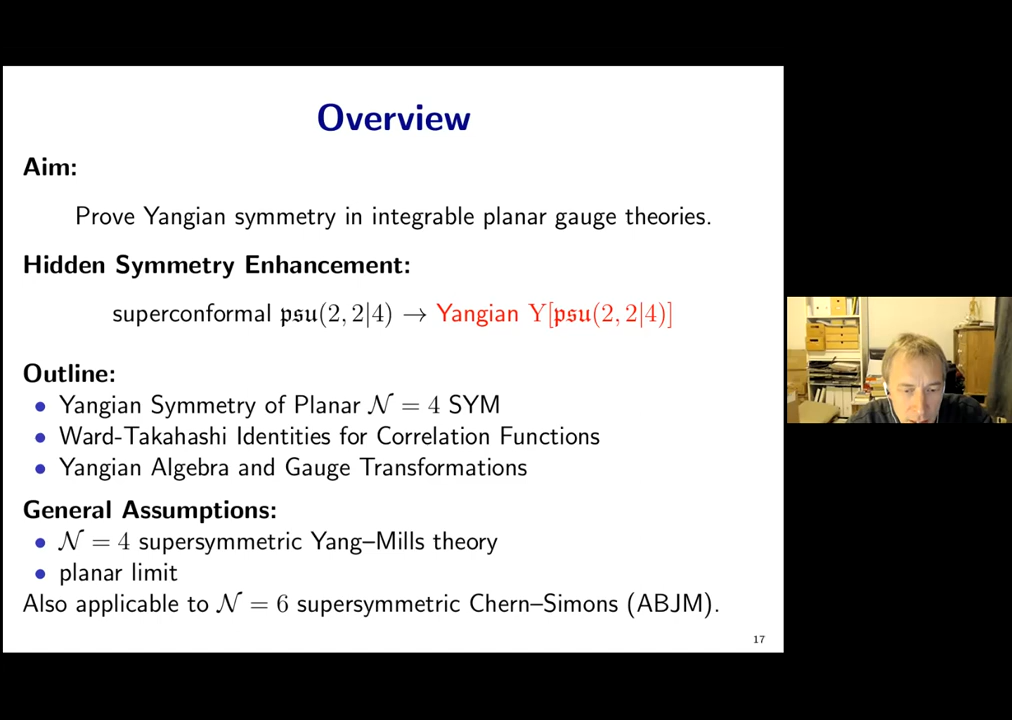 Overview
Aim:
Prove Yangian symmetry in integrable planar gauge theories.
Hidden Symmetry Enhancement:
superconformal 𝔭𝔰𝔲(2, 2|4) → Yangian Y[𝔭𝔰𝔲(2, 2|4)]
Outline:
• Yangian Symmetry of Planar 𝒩 = 4 SYM
• Ward-Takahashi Identities for Correlation Functions
• Yangian Algebra and Gauge Transformations
General Assumptions:
• 𝒩 = 4 supersymmetric Yang–Mills theory
• planar limit
Also applicable to 𝒩 = 6 supersymmetric Chern–Simons (ABJM).
17